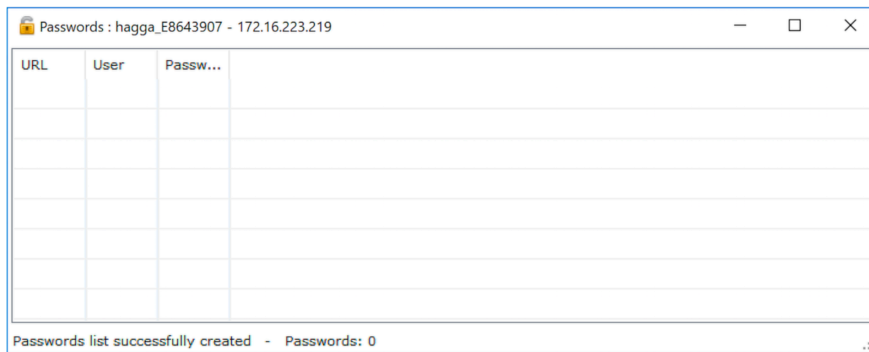 Passwords : hagga_E8643907 - 172.16.223.219
URL User Passw...
Passwords list successfully created - Passwords: 0